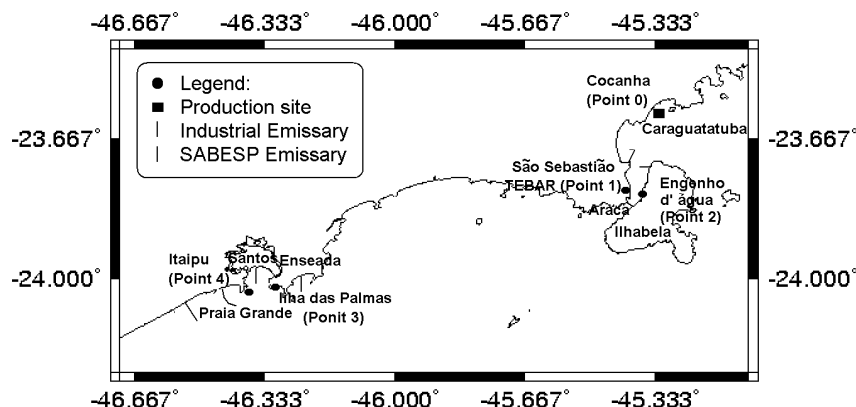 -46.667° -46.333° -46.000° -45.667° -45.333°
Legend:
Production site
Industrial Emissary
SABESP Emissary
Cocanha
(Point 0)
-23.667° -23.667°
Caraguatatuba
São Sebastião
TEBAR (Point 1)
Engenho
d' água
(Point 2)
Araca
Ilhabela
Itaipu
(Point 4)
Santos
Enseada
-24.000° -24.000°
Ilha das Palmas
(Ponit 3)
Praia Grande
-46.667° -46.333° -46.000° -45.667° -45.333°